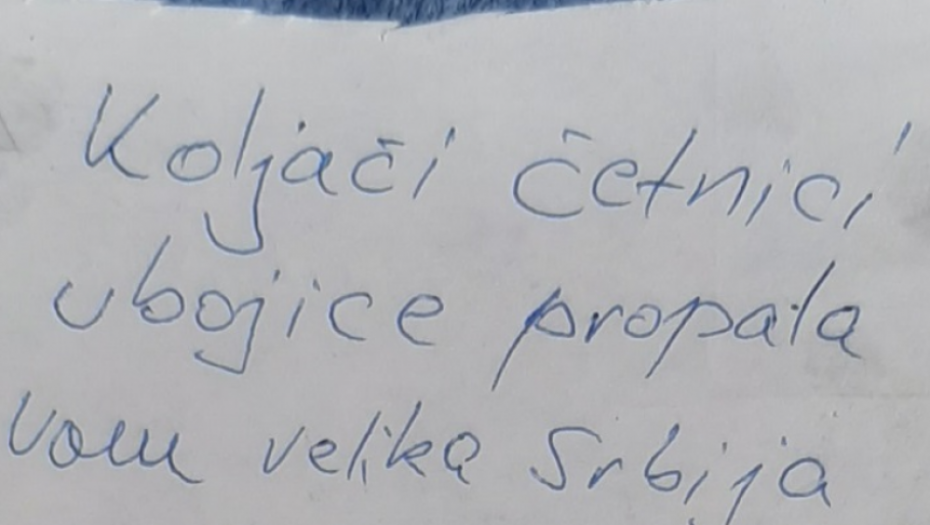 Koljači četnici
ubojice propala
vam velika Srbija